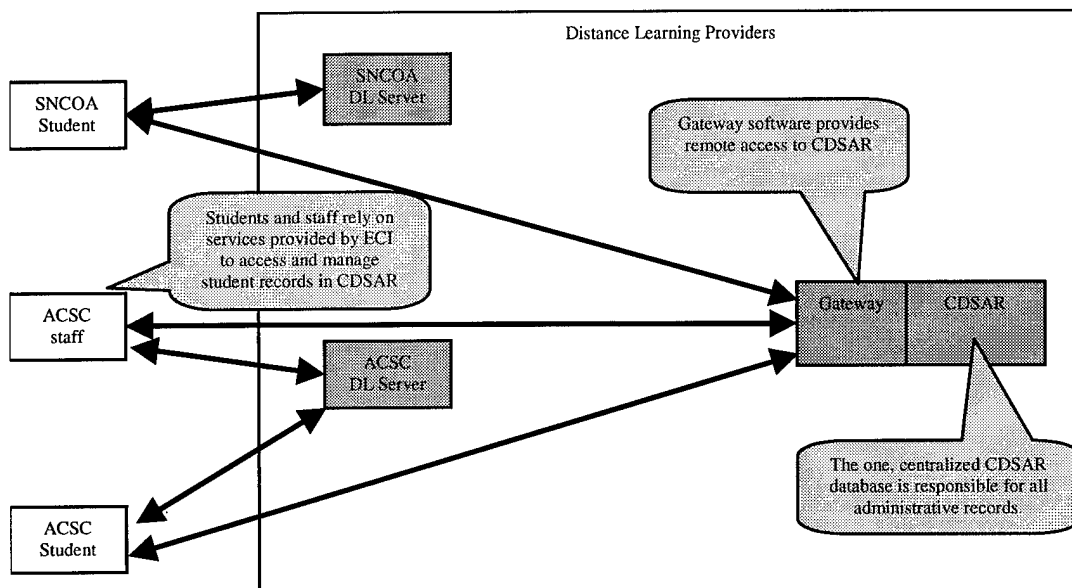 Distance Learning Providers
SNCOA
DL Server
SNCOA
Student
Gateway software provides
remote access to CDSAR
Students and staff rely on
services provided by ECI
to access and manage
student records in CDSAR
Gateway
CDSAR
ACSC
staff
ACSC
DL Server
The one, centralized CDSAR
database is responsible for all
administrative records.
ACSC
Student